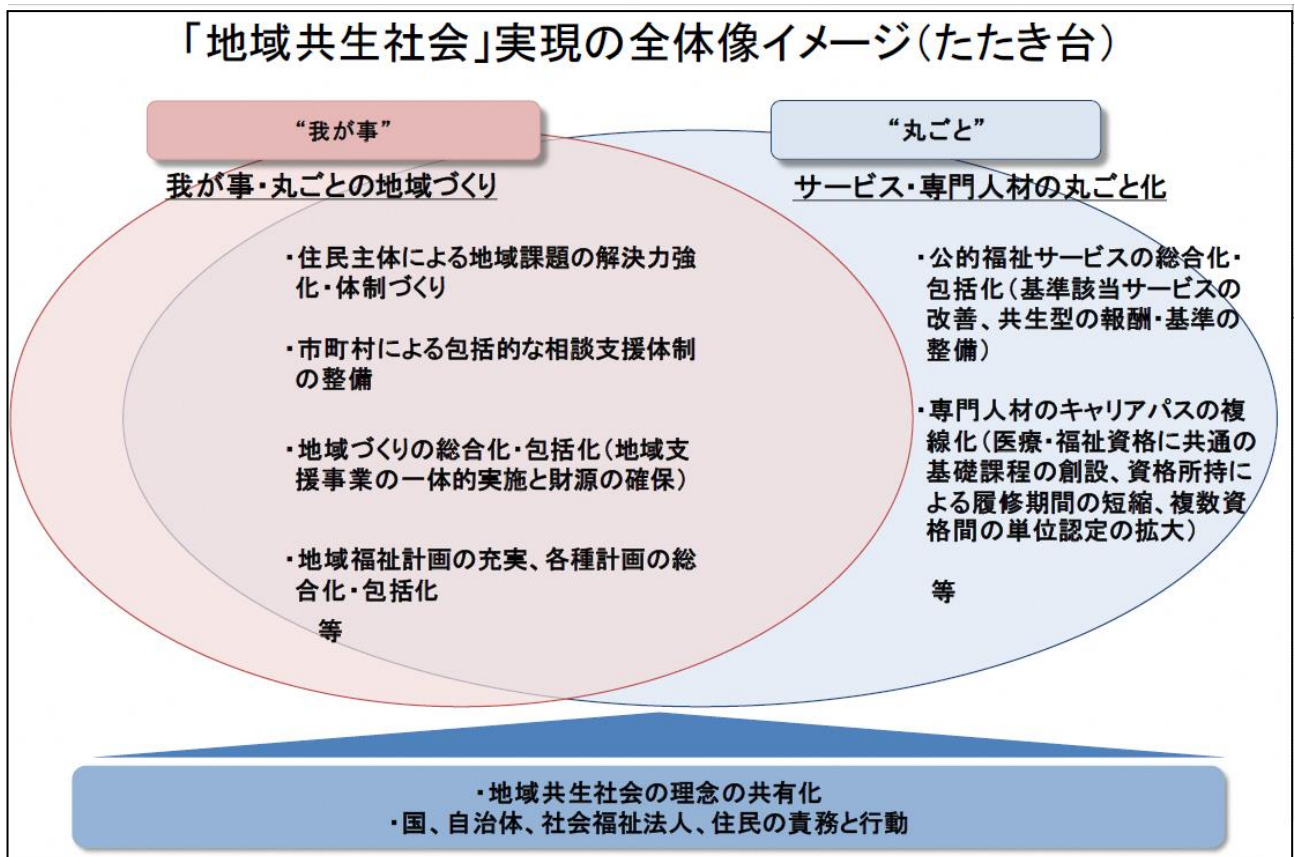 「地域共生社会」実現の全体像イメージ(たたき台)
“我が事”
我が事・丸ごとの地域づくり
・住民主体による地域課題の解決力強
化・体制づくり
・市町村による包括的な相談支援体制
の整備
・地域づくりの総合化・包括化(地域支
援事業の一体的実施と財源の確保)
・地域福祉計画の充実、各種計画の総
合化・包括化
等
“丸ごと”
サービス・専門人材の丸ごと化
・公的福祉サービスの総合化・
包括化(基準該当サービスの
改善、共生型の報酬・基準の
整備)
・専門人材のキャリアパスの複
線化(医療・福祉資格に共通の
基礎課程の創設、資格所持に
よる履修期間の短縮、複数資
格間の単位認定の拡大)
等
・地域共生社会の理念の共有化
・国、自治体、社会福祉法人、住民の責務と行動